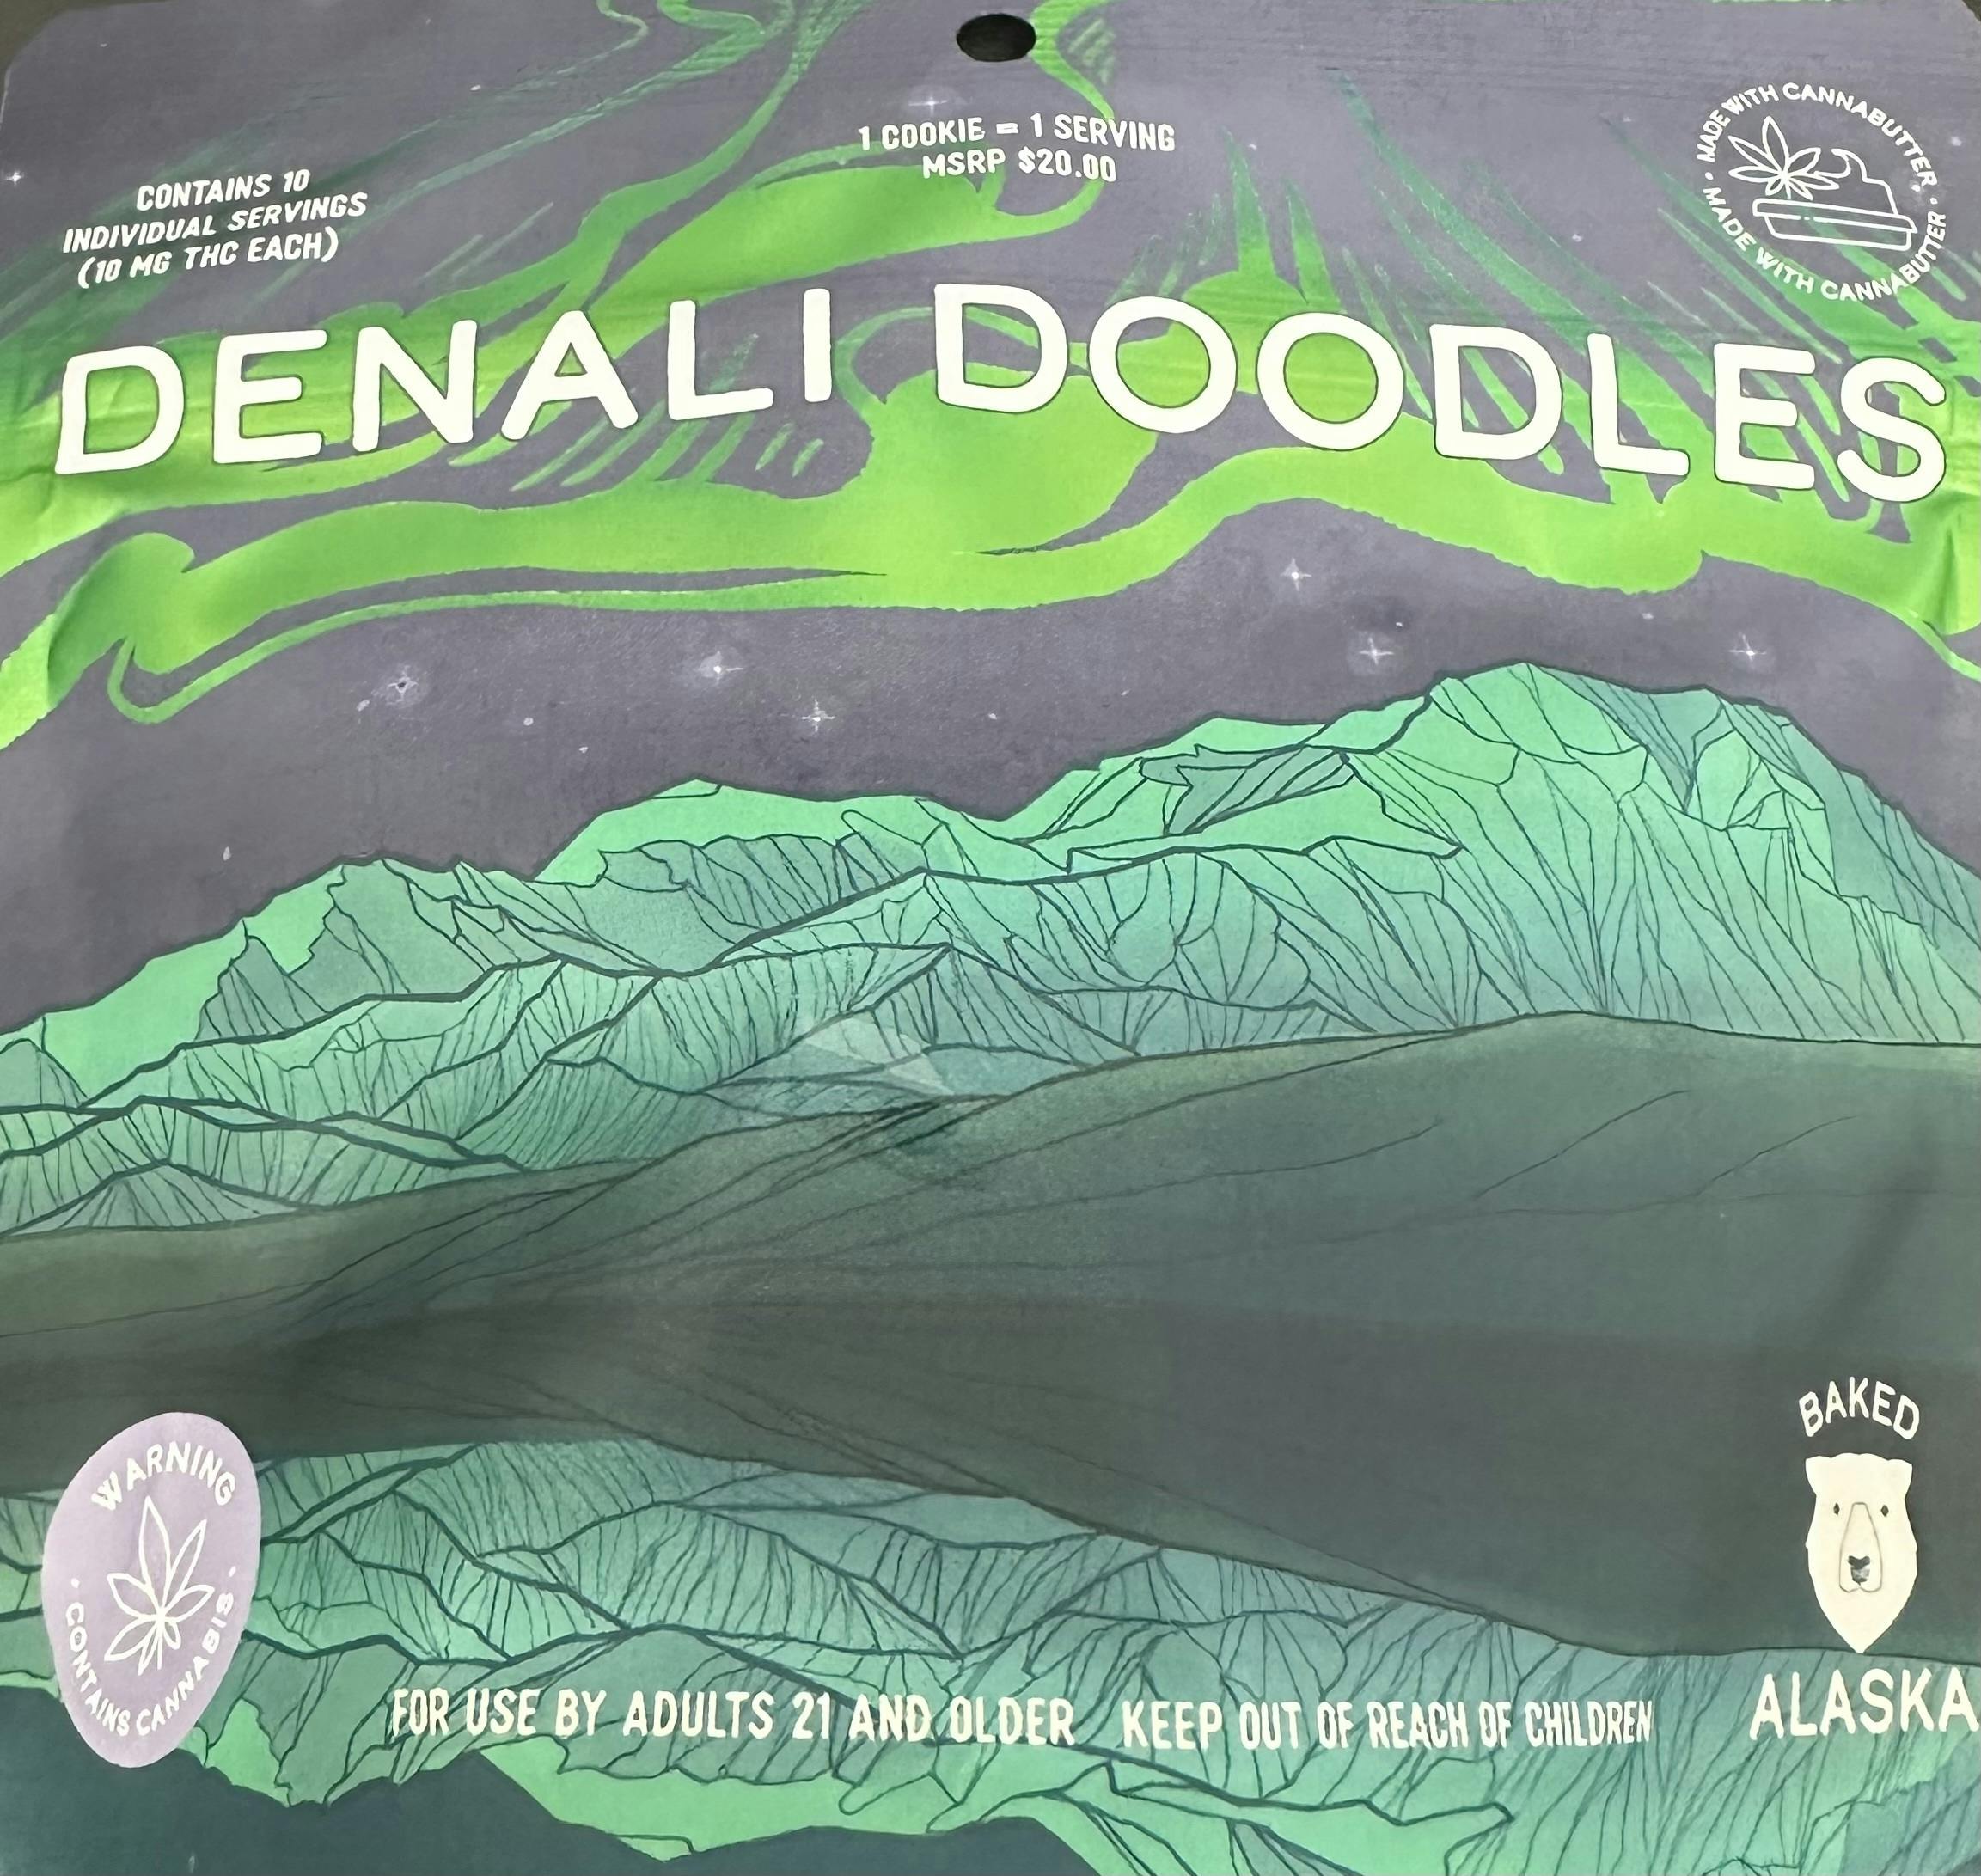 1 COOKIE = 1 SERVING
MSRP $20.00
CONTAINS 10
INDIVIDUAL SERVINGS
(10 MG THC EACH)
• MADE WITH CANNABUTTER •
MADE WITH CANNABUTTER
DENALI DOODLES
BAKED
ALASKA
WARNING
• CONTAINS CANNABIS •
FOR USE BY ADULTS 21 AND OLDER KEEP OUT OF REACH OF CHILDREN